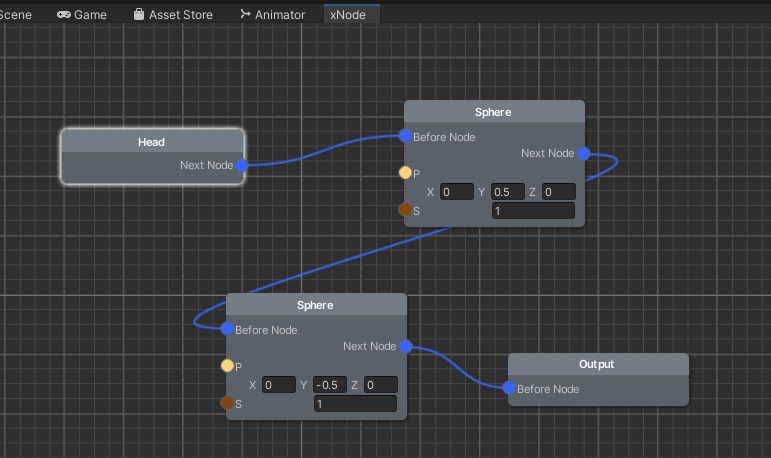 Scene Game Asset Store Animator xNode
Head
Next Node
Sphere
Before Node
Next Node
P
X 0 Y 0.5 Z 0
S 1
Sphere
Before Node
Next Node
P
X 0 Y -0.5 Z 0
S 1
Output
Before Node